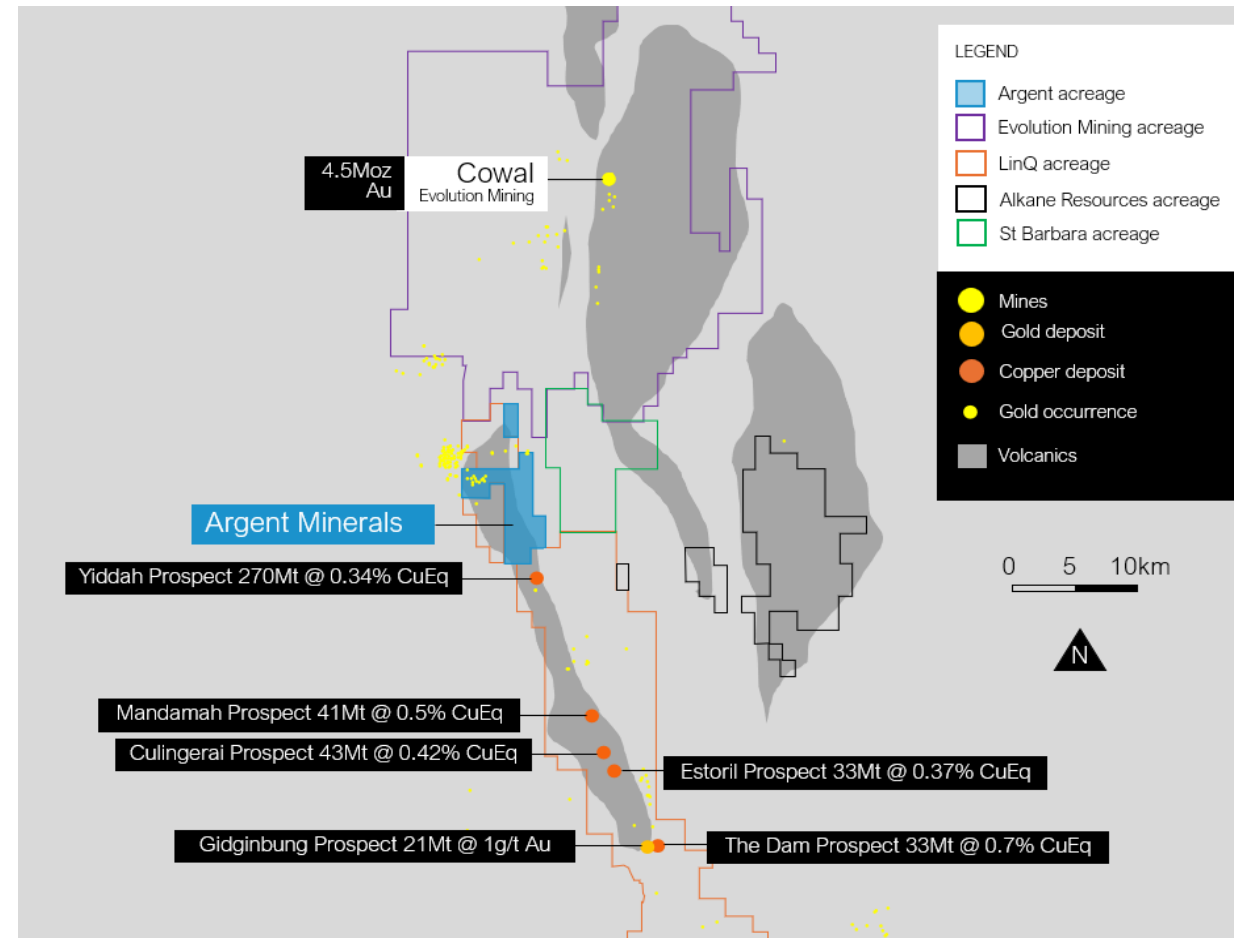 LEGEND
Argent acreage
Evolution Mining acreage
LinQ acreage
Alkane Resources acreage
St Barbara acreage
Mines
Gold deposit
Copper deposit
Gold occurrence
Volcanics
4.5Moz
Au
Cowal
Evolution Mining
Argent Minerals
Yiddah Prospect 270Mt @ 0.34% CuEq
0 5 10km
N
Mandamah Prospect 41Mt @ 0.5% CuEq
Culingerai Prospect 43Mt @ 0.42% CuEq
Estoril Prospect 33Mt @ 0.37% CuEq
Gidginbung Prospect 21Mt @ 1g/t Au
The Dam Prospect 33Mt @ 0.7% CuEq